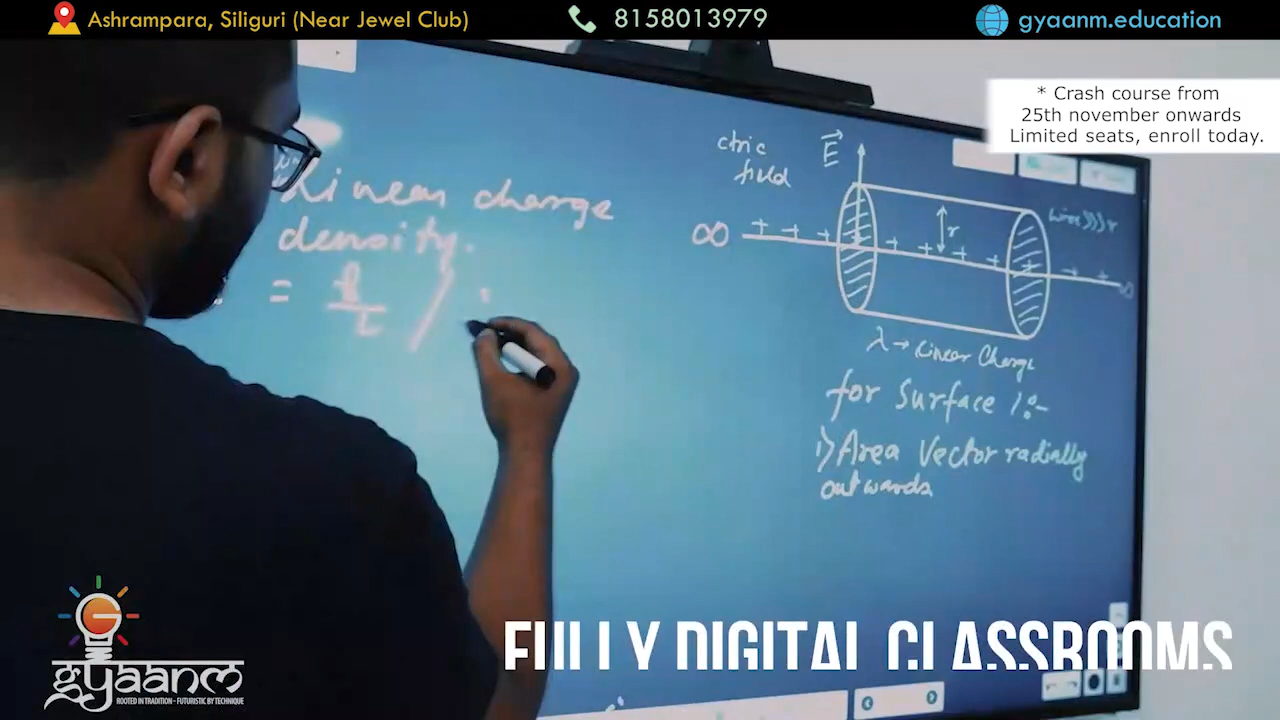 Ashrampara, Siliguri (Near Jewel Club)
8158013979
gyaanm.education
* Crash course from
25th november onwards
Limited seats, enroll today.
Linear charge
density.
=
L
ctric
field
E
∞
+ + + + + + + + + +
r
∞
λ → Linear Charge
for Surface 1:-
1) Area Vector radially
outwards
gyaanm
ROOTED IN TRADITION - FUTURISTIC BY TECHNIQUE
FULLY DIGITAL CLASSROOMS